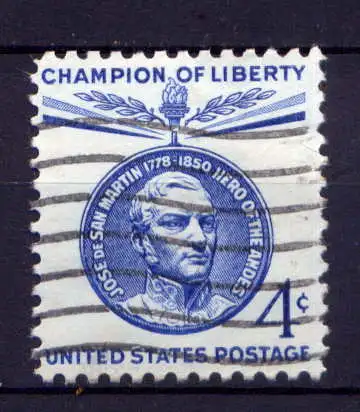 CHAMPION OF LIBERTY
JOSE DE SAN MARTIN 1778-1850 HERO OF THE ANDES
4¢
UNITED STATES POSTAGE